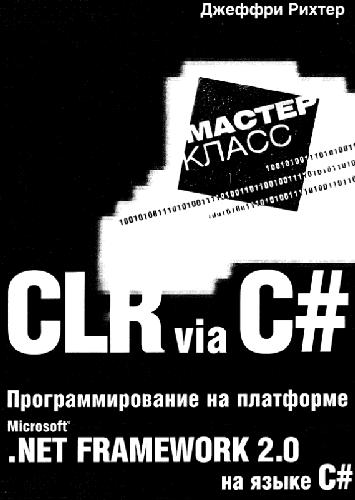 Джеффри Рихтер
МАСТЕР
КЛАСС
CLR via C#
Программирование на платформе
Microsoft®
.NET FRAMEWORK 2.0
на языке C#